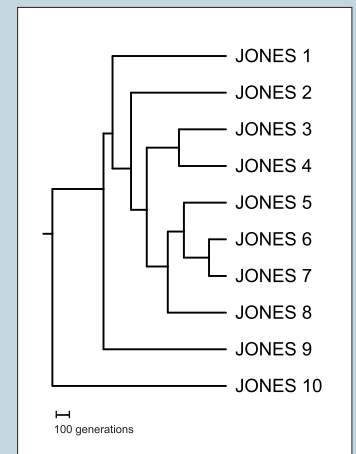 JONES 1
JONES 2
JONES 3
JONES 4
JONES 5
JONES 6
JONES 7
JONES 8
JONES 9
JONES 10
100 generations